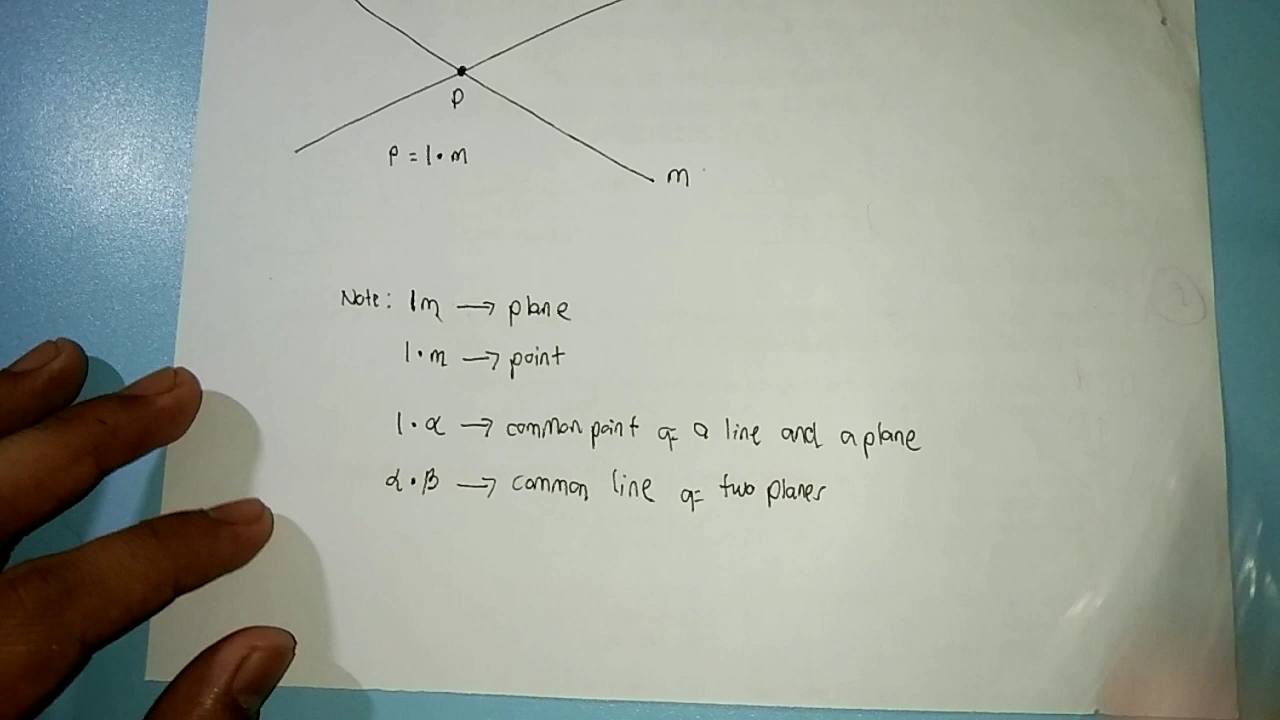 P
P = l • m
m
Note: lm → plane
l • m → point
l • α → common point of a line and a plane
α • β → common line of two planes